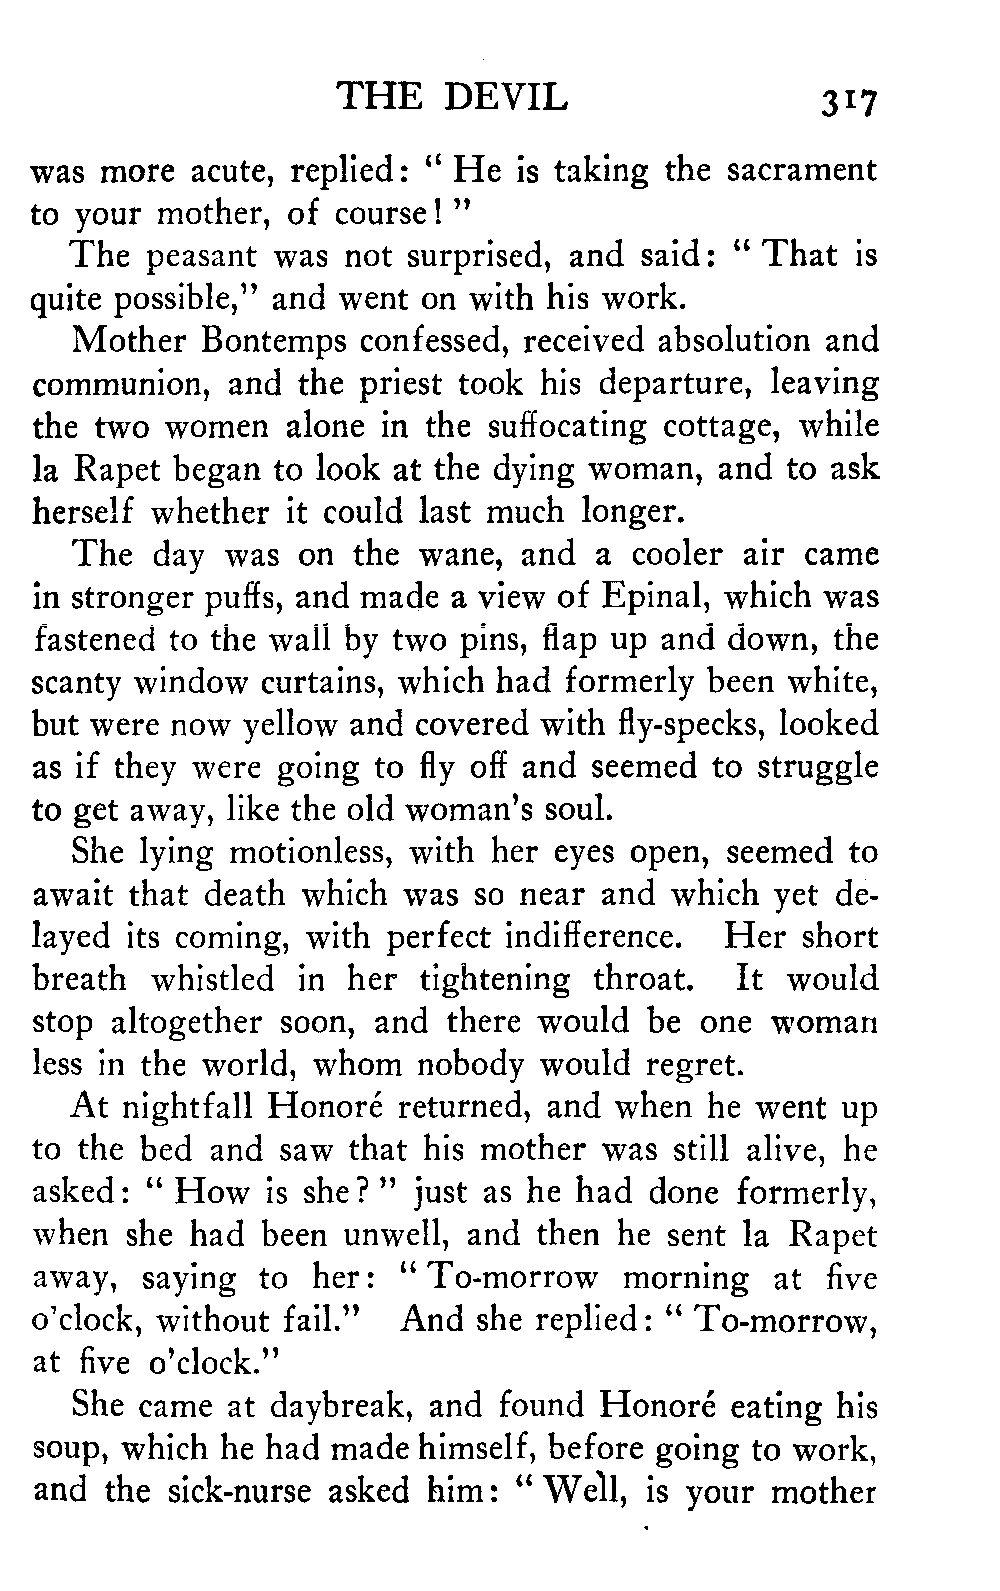 THE DEVIL 317
was more acute, replied: “ He is taking the sacrament
to your mother, of course! ”
The peasant was not surprised, and said: “ That is
quite possible,” and went on with his work.
Mother Bontemps confessed, received absolution and
communion, and the priest took his departure, leaving
the two women alone in the suffocating cottage, while
la Rapet began to look at the dying woman, and to ask
herself whether it could last much longer.
The day was on the wane, and a cooler air came
in stronger puffs, and made a view of Epinal, which was
fastened to the wall by two pins, flap up and down, the
scanty window curtains, which had formerly been white,
but were now yellow and covered with fly-specks, looked
as if they were going to fly off and seemed to struggle
to get away, like the old woman's soul.
She lying motionless, with her eyes open, seemed to
await that death which was so near and which yet de-
layed its coming, with perfect indifference. Her short
breath whistled in her tightening throat. It would
stop altogether soon, and there would be one woman
less in the world, whom nobody would regret.
At nightfall Honoré returned, and when he went up
to the bed and saw that his mother was still alive, he
asked: “ How is she? ” just as he had done formerly,
when she had been unwell, and then he sent la Rapet
away, saying to her: “ To-morrow morning at five
o'clock, without fail.” And she replied: “ To-morrow,
at five o'clock.”
She came at daybreak, and found Honoré eating his
soup, which he had made himself, before going to work,
and the sick-nurse asked him: “ Well, is your mother